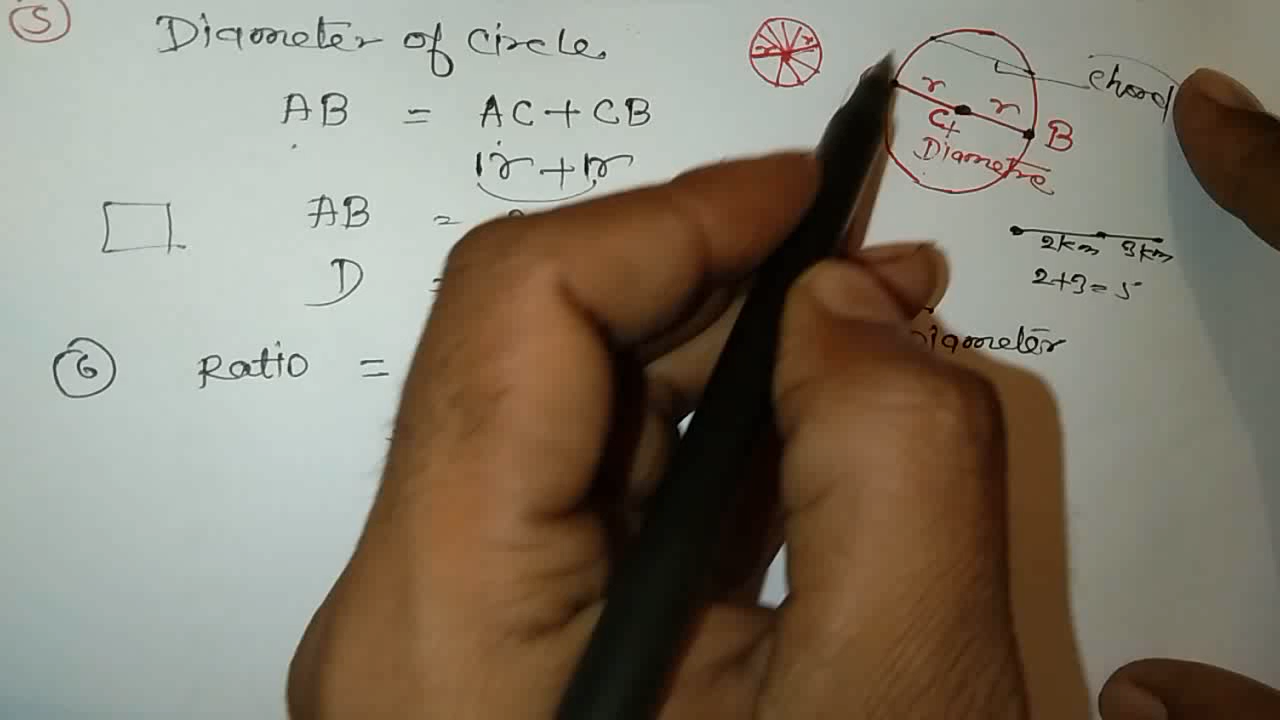 5 Diameter of circle.
AB = AC + CB
1r + 1r
AB =
D =
6 Ratio =
r r
r r
C
B
Diametre
chord
2km 3km
2+3=5
Diameter